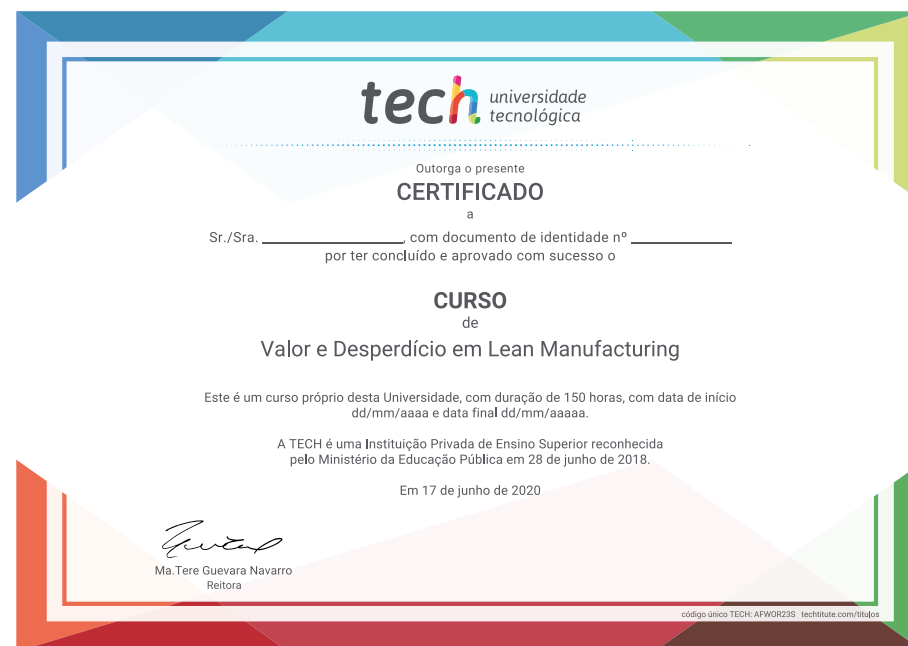 tech universidade
tecnológica
Outorga o presente
CERTIFICADO
a
Sr./Sra. ________________, com documento de identidade nº ____________
por ter concluído e aprovado com sucesso o
CURSO
de
Valor e Desperdício em Lean Manufacturing
Este é um curso próprio desta Universidade, com duração de 150 horas, com data de início
dd/mm/aaaa e data final dd/mm/aaaaa.
A TECH é uma Instituição Privada de Ensino Superior reconhecida
pelo Ministério da Educação Pública em 28 de junho de 2018.
Em 17 de junho de 2020
Ma.Tere Guevara Navarro
Reitora
código único TECH: AFWOR23S techtitute.com/títulos